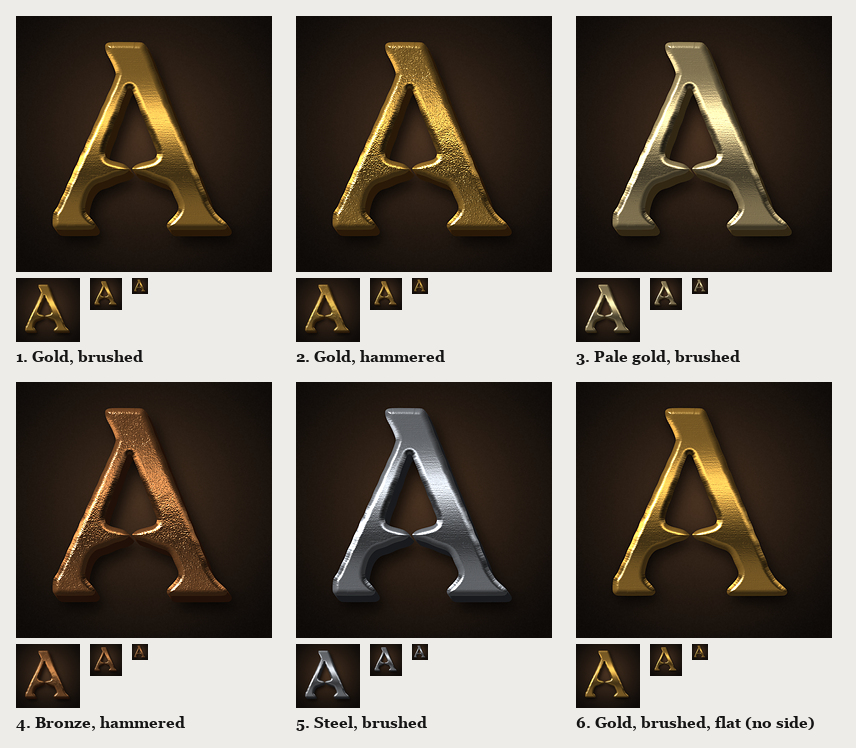 A A A
A A A A A A A A A
1. Gold, brushed 2. Gold, hammered 3. Pale gold, brushed
A A A
A A A A A A A A A
4. Bronze, hammered 5. Steel, brushed 6. Gold, brushed, flat (no side)